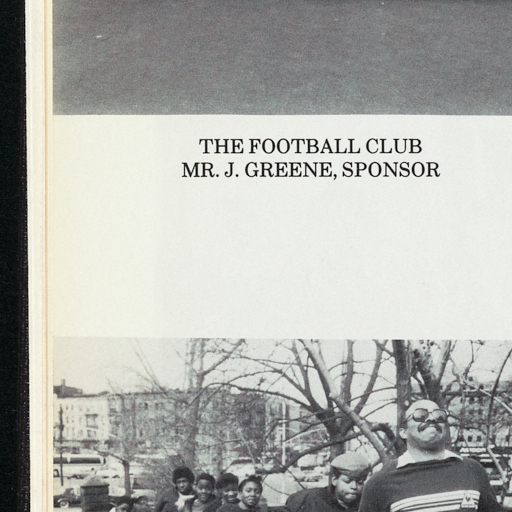 THE FOOTBALL CLUB
MR. J. GREENE, SPONSOR